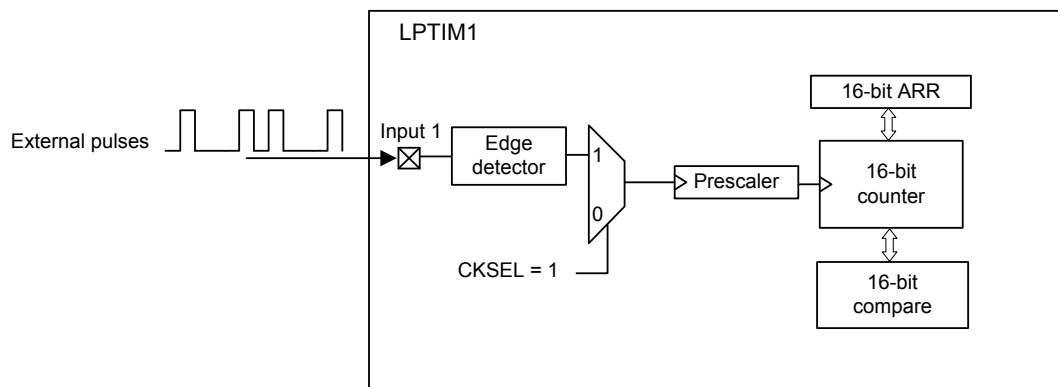 LPTIM1
16-bit ARR
External pulses
Input 1
Edge
detector
1
0
Prescaler
16-bit
counter
CKSEL = 1
16-bit
compare